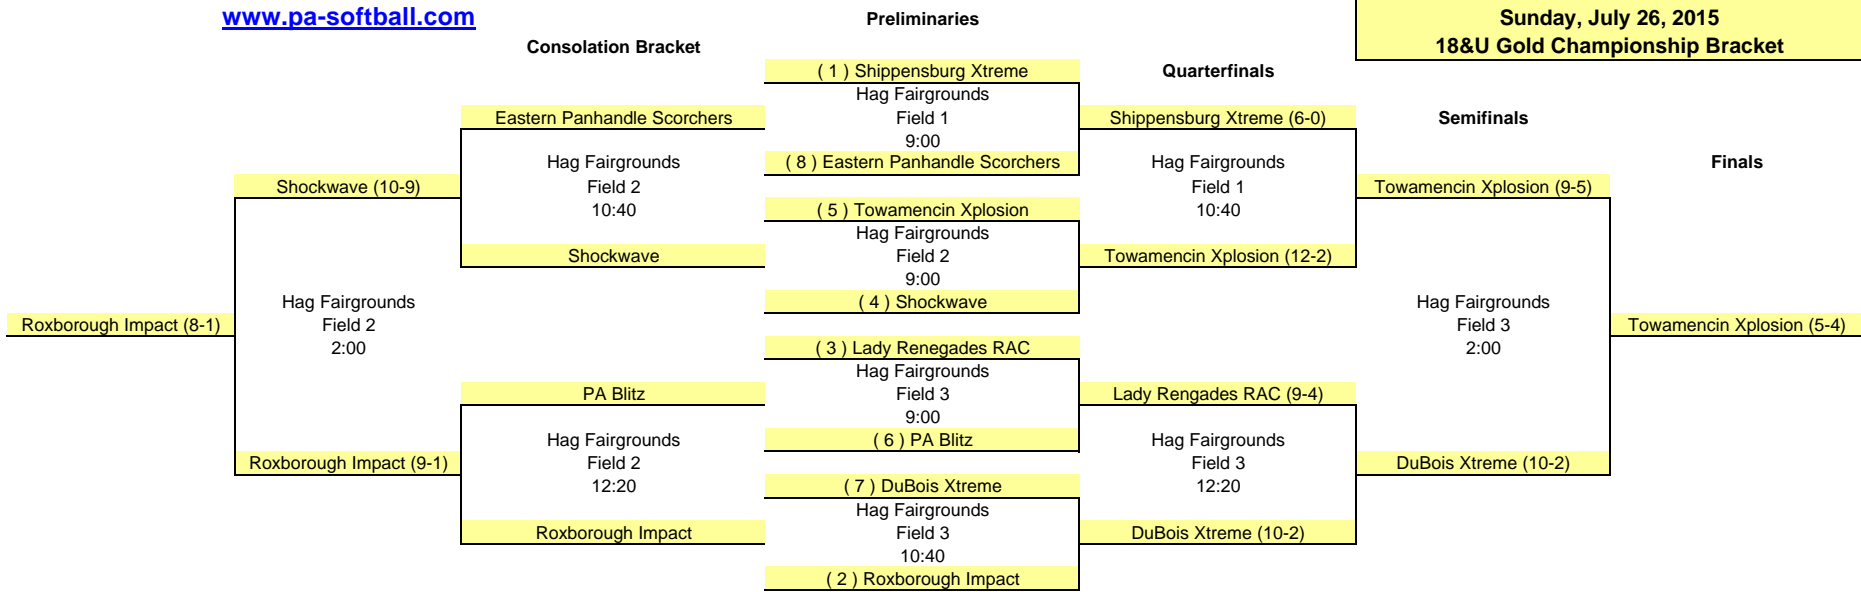 www.pa-softball.com
Preliminaries
Sunday, July 26, 2015
18&U Gold Championship Bracket
Consolation Bracket
( 1 ) Shippensburg Xtreme
Quarterfinals
Hag Fairgrounds
Eastern Panhandle Scorchers
Field 1
Shippensburg Xtreme (6-0)
Semifinals
9:00
Hag Fairgrounds
( 8 ) Eastern Panhandle Scorchers
Hag Fairgrounds
Finals
Shockwave (10-9)
Field 2
Field 1
Towamencin Xplosion (9-5)
10:40
( 5 ) Towamencin Xplosion
10:40
Hag Fairgrounds
Shockwave
Field 2
Towamencin Xplosion (12-2)
9:00
Hag Fairgrounds
( 4 ) Shockwave
Hag Fairgrounds
Roxborough Impact (8-1)
Field 2
Field 3
Towamencin Xplosion (5-4)
2:00
( 3 ) Lady Renegades RAC
2:00
Hag Fairgrounds
PA Blitz
Field 3
Lady Rengades RAC (9-4)
9:00
Hag Fairgrounds
( 6 ) PA Blitz
Hag Fairgrounds
Roxborough Impact (9-1)
Field 2
Field 3
DuBois Xtreme (10-2)
12:20
( 7 ) DuBois Xtreme
12:20
Hag Fairgrounds
Roxborough Impact
Field 3
DuBois Xtreme (10-2)
10:40
( 2 ) Roxborough Impact